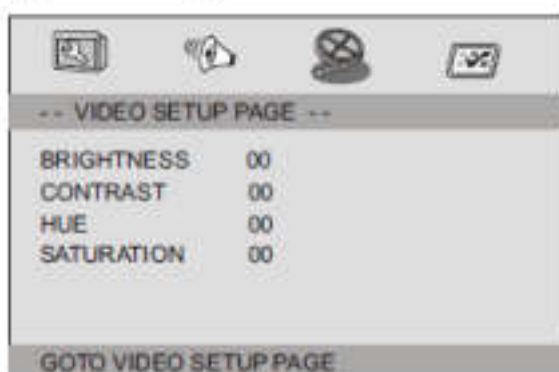 -- VIDEO SETUP PAGE --
BRIGHTNESS 00
CONTRAST 00
HUE 00
SATURATION 00
GOTO VIDEO SETUP PAGE